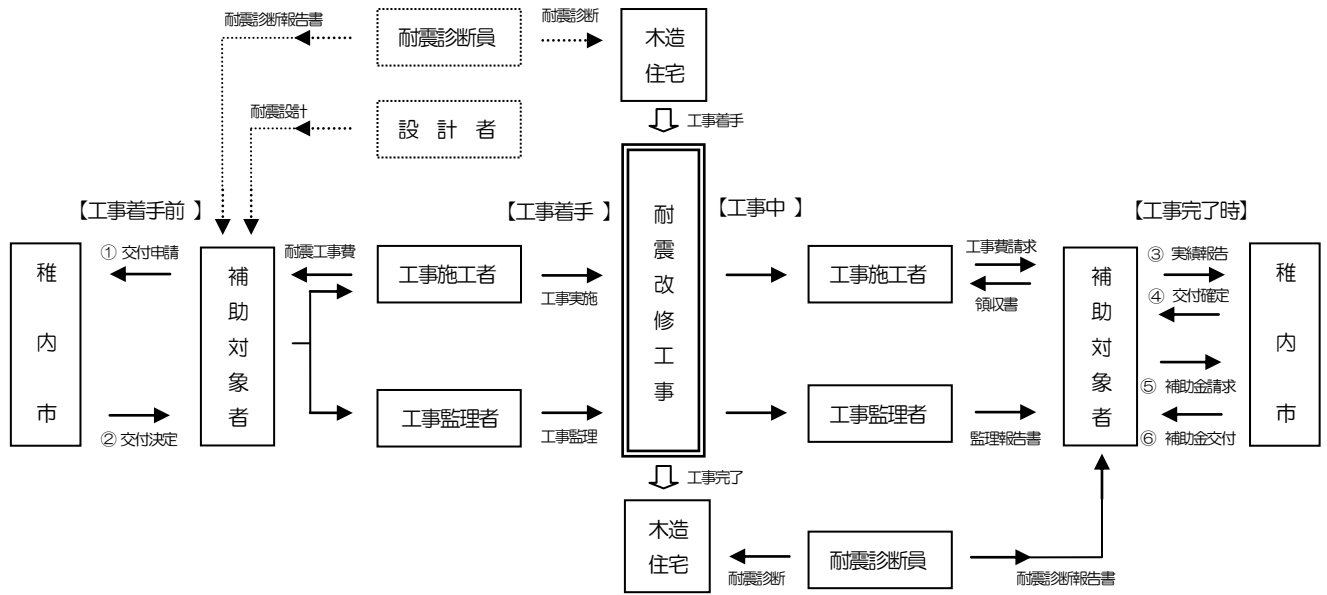 耐震診断報告書
耐震診断員
耐震診断
木造
住宅
耐震設計
設 計 者
工事着手
【工事着手前 】
【工事着手 】
【工事中 】
【工事完了時】
稚内市
① 交付申請
② 交付決定
補助対象者
耐震工事費
工事施工者
工事実施
工事監理者
工事監理
耐震改修工事
工事施工者
工事費請求
領収書
工事監理者
監理報告書
補助対象者
③ 実績報告
④ 交付確定
⑤ 補助金請求
⑥ 補助金交付
稚内市
工事完了
木造
住宅
耐震診断
耐震診断員
耐震診断報告書